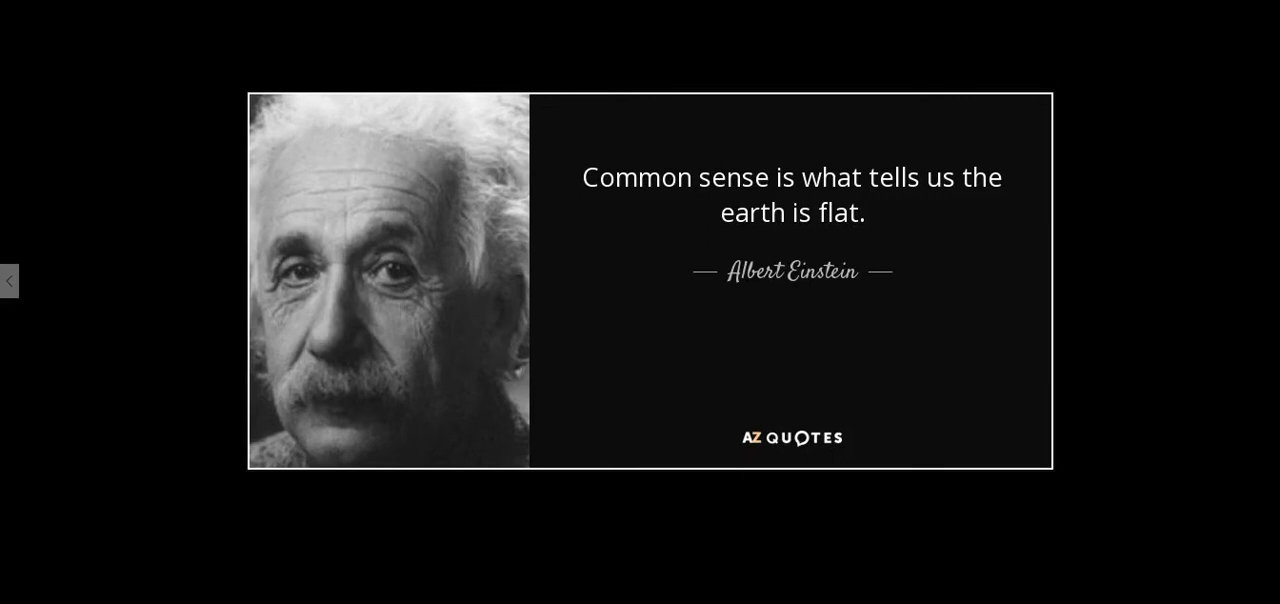 Common sense is what tells us the
earth is flat.
Albert Einstein
AZ QUOTES